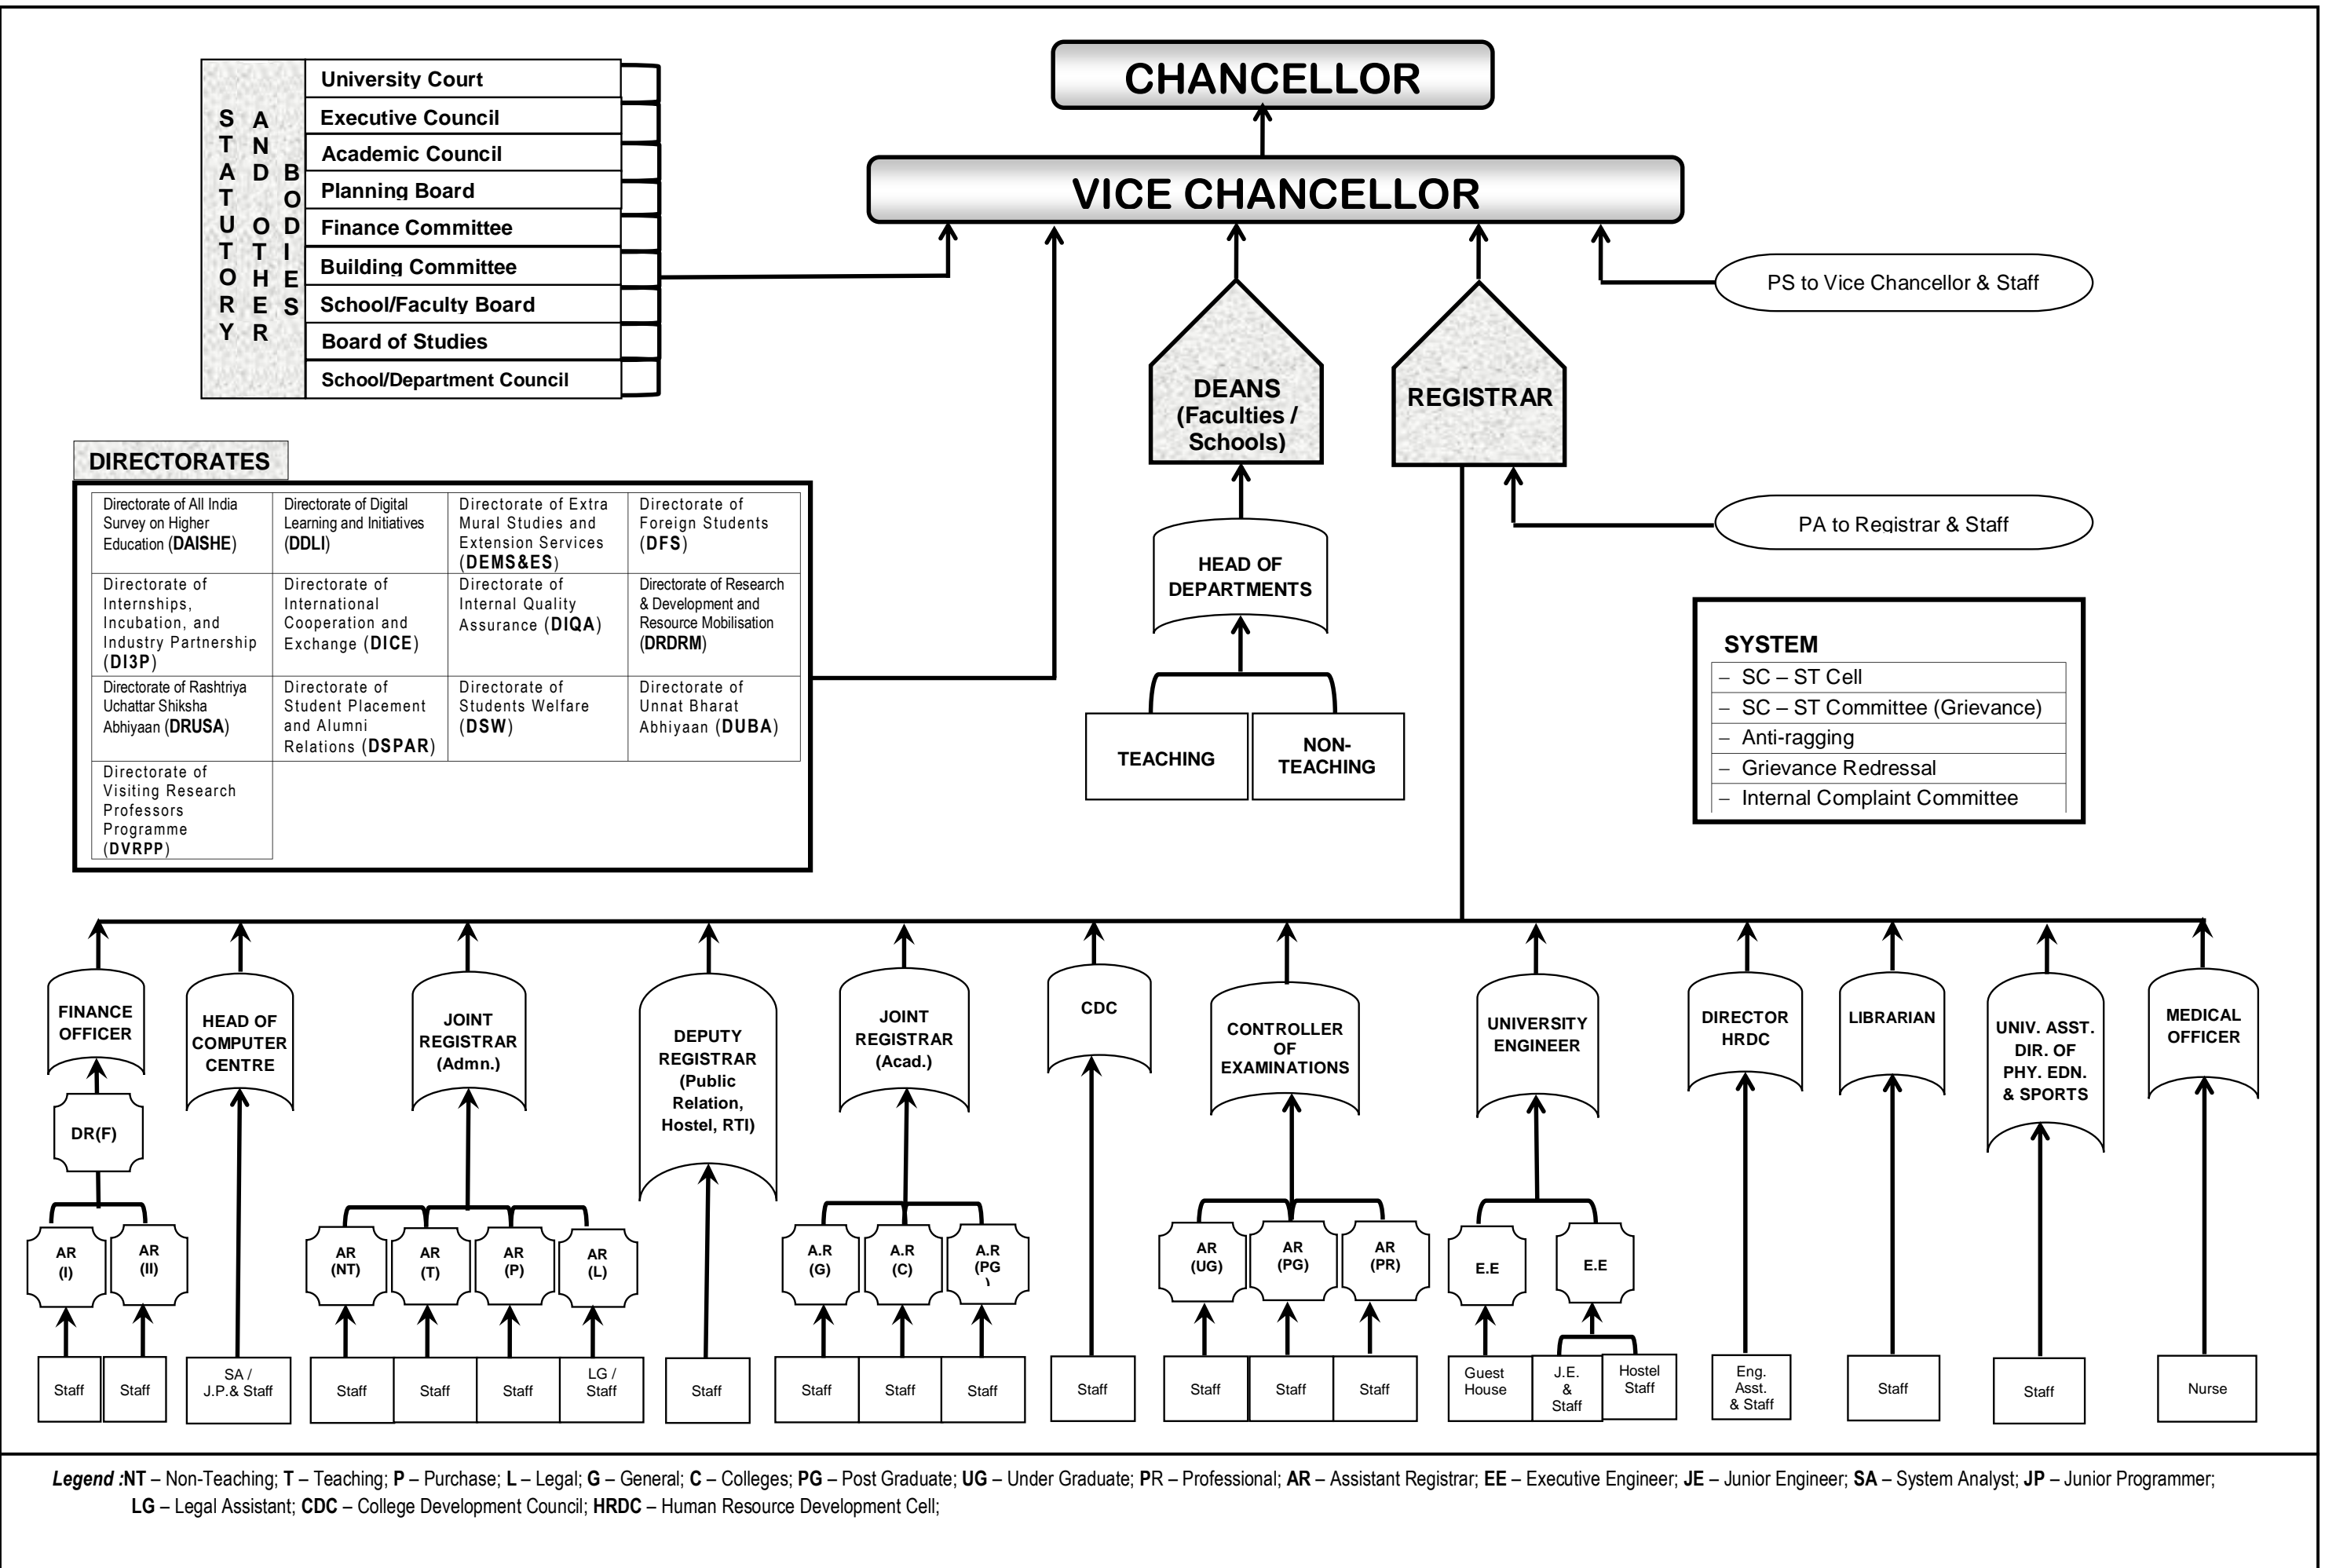 CHANCELLOR
VICE CHANCELLOR
STATUTORY
AND OTHER
BODIES
University Court
Executive Council
Academic Council
Planning Board
Finance Committee
Building Committee
School/Faculty Board
Board of Studies
School/Department Council
PS to Vice Chancellor & Staff
DEANS
(Faculties /
Schools)
REGISTRAR
PA to Registrar & Staff
HEAD OF
DEPARTMENTS
TEACHING
NON-
TEACHING
DIRECTORATES
Directorate of All India
Survey on Higher
Education (DAISHE)
Directorate of Digital
Learning and Initiatives
(DDLI)
Directorate of Extra
Mural Studies and
Extension Services
(DEMS&ES)
Directorate of
Foreign Students
(DFS)
Directorate of
Internships,
Incubation, and
Industry Partnership
(DI3P)
Directorate of
International
Cooperation and
Exchange (DICE)
Directorate of
Internal Quality
Assurance (DIQA)
Directorate of Research
& Development and
Resource Mobilisation
(DRDRM)
Directorate of Rashtriya
Uchattar Shiksha
Abhiyaan (DRUSA)
Directorate of
Student Placement
and Alumni
Relations (DSPAR)
Directorate of
Students Welfare
(DSW)
Directorate of
Unnat Bharat
Abhiyaan (DUBA)
Directorate of
Visiting Research
Professors
Programme
(DVRPP)
SYSTEM
– SC – ST Cell
– SC – ST Committee (Grievance)
– Anti-ragging
– Grievance Redressal
– Internal Complaint Committee
FINANCE
OFFICER
HEAD OF
COMPUTER
CENTRE
JOINT
REGISTRAR
(Admn.)
DEPUTY
REGISTRAR
(Public
Relation,
Hostel, RTI)
JOINT
REGISTRAR
(Acad.)
CDC
CONTROLLER
OF
EXAMINATIONS
UNIVERSITY
ENGINEER
DIRECTOR
HRDC
LIBRARIAN
UNIV. ASST.
DIR. OF
PHY. EDN.
& SPORTS
MEDICAL
OFFICER
DR(F)
AR
(I)
AR
(II)
AR
(NT)
AR
(T)
AR
(P)
AR
(L)
A.R
(G)
A.R
(C)
A.R
(PG
)
AR
(UG)
AR
(PG)
AR
(PR)
E.E
E.E
Staff
Staff
SA /
J.P.& Staff
Staff
Staff
Staff
LG /
Staff
Staff
Staff
Staff
Staff
Staff
Staff
Staff
Staff
Guest
House
J.E.
&
Staff
Hostel
Staff
Eng.
Asst.
& Staff
Staff
Staff
Nurse
Legend :NT – Non-Teaching; T – Teaching; P – Purchase; L – Legal; G – General; C – Colleges; PG – Post Graduate; UG – Under Graduate; PR – Professional; AR – Assistant Registrar; EE – Executive Engineer; JE – Junior Engineer; SA – System Analyst; JP – Junior Programmer;
LG – Legal Assistant; CDC – College Development Council; HRDC – Human Resource Development Cell;